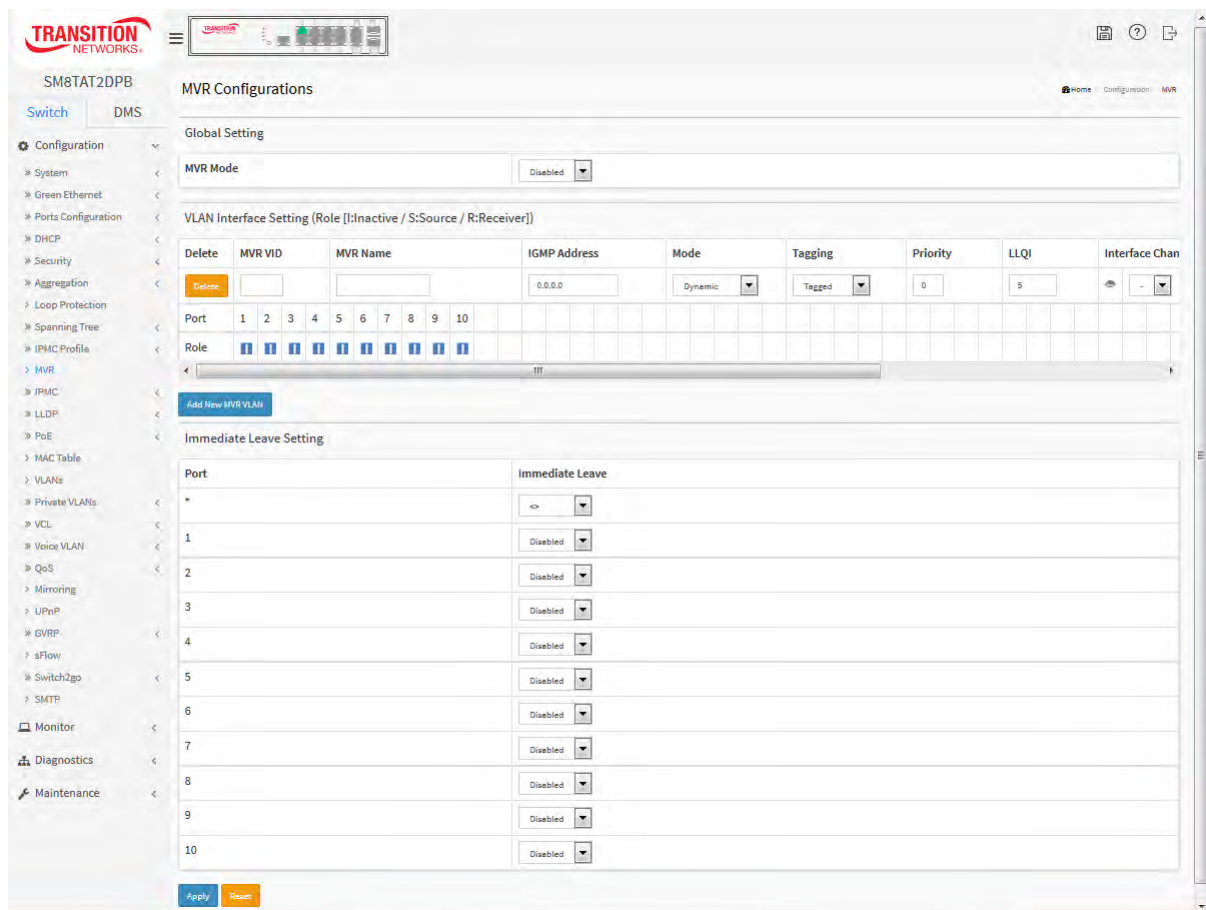 TRANSITION
NETWORKS®
TRANSITION
SM8TAT2DPB
Switch DMS
Configuration
System
Green Ethernet
Ports Configuration
DHCP
Security
Aggregation
Loop Protection
Spanning Tree
IPMC Profile
MVR
IPMC
LLDP
PoE
MAC Table
VLANs
Private VLANs
VCL
Voice VLAN
QoS
Mirroring
UPnP
GVRP
sFlow
Switch2go
SMTP
Monitor
Diagnostics
Maintenance
MVR Configurations
Home Configuration MVR
Global Setting
MVR Mode Disabled
VLAN Interface Setting (Role [I:Inactive / S:Source / R:Receiver])
Delete MVR VID MVR Name IGMP Address Mode Tagging Priority LLQI Interface Chan
Delete 0.0.0.0 Dynamic Tagged 0 5 -
Port 1 2 3 4 5 6 7 8 9 10
Role I I I I I I I I I I
Add New MVR VLAN
Immediate Leave Setting
Port Immediate Leave
* <>
1 Disabled
2 Disabled
3 Disabled
4 Disabled
5 Disabled
6 Disabled
7 Disabled
8 Disabled
9 Disabled
10 Disabled
Apply Reset